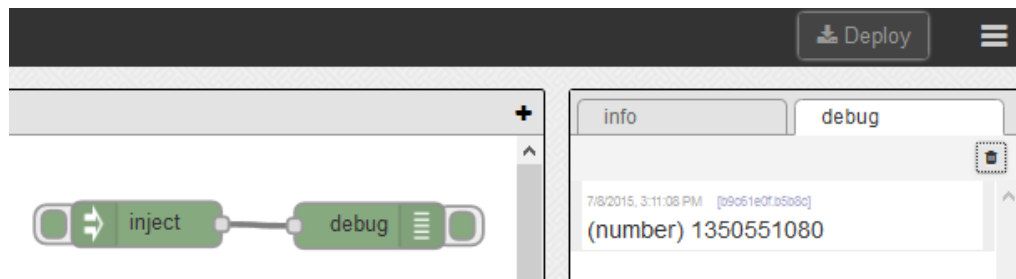 Deploy
info
debug
inject
debug
7/8/2015, 3:11:08 PM [b9c61e0f.b5b8c]
(number) 1350551080